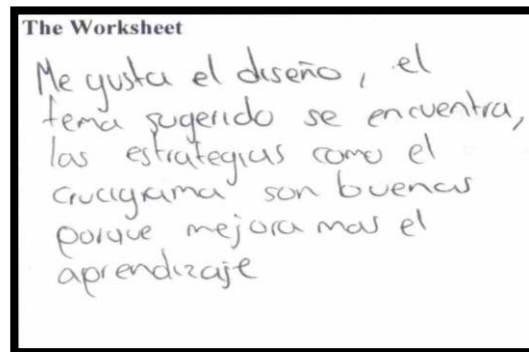 The Worksheet
Me gusta el diseño, el
tema sugerido se encuentra,
las estrategias como el
crucigrama son buenas
porque mejora mas el
aprendizaje